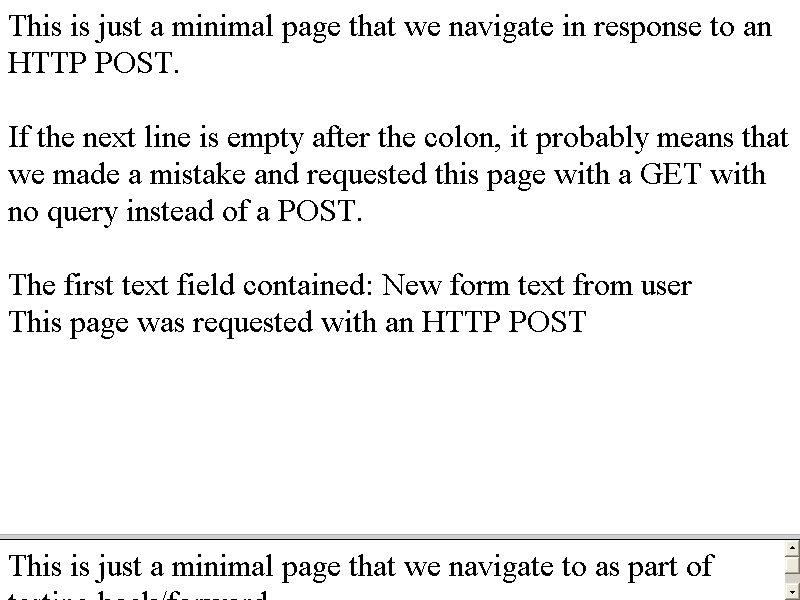 This is just a minimal page that we navigate in response to an
HTTP POST.
If the next line is empty after the colon, it probably means that
we made a mistake and requested this page with a GET with
no query instead of a POST.
The first text field contained: New form text from user
This page was requested with an HTTP POST
This is just a minimal page that we navigate to as part of
testing back/forward